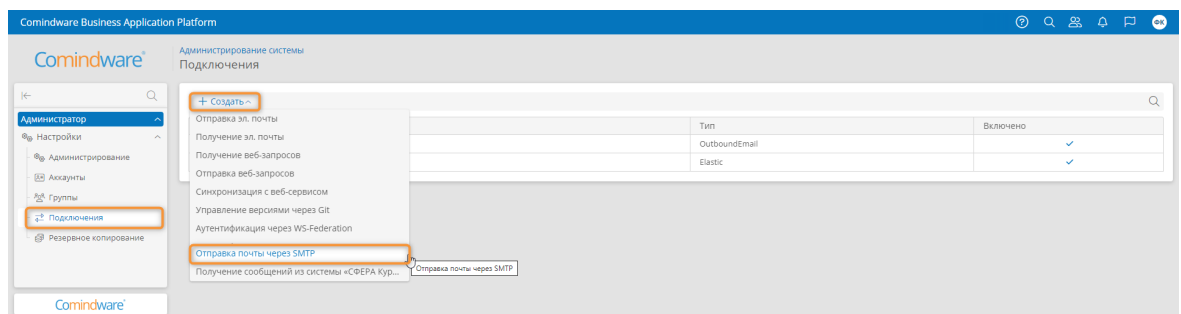 Comindware Business Application Platform
ФК
Comindware®
Администрирование системы
Подключения
Создать
Администратор
Настройки
Администрирование
Аккаунты
Группы
Подключения
Резервное копирование
Comindware®
Отправка эл. почты
Получение эл. почты
Получение веб-запросов
Отправка веб-запросов
Синхронизация с веб-сервисом
Управление версиями через Git
Аутентификация через WS-Federation
Отправка почты через SMTP
Получение сообщений из системы «СФЕРА Кур...
Отправка почты через SMTP
Тип Включено
OutboundEmail
Elastic